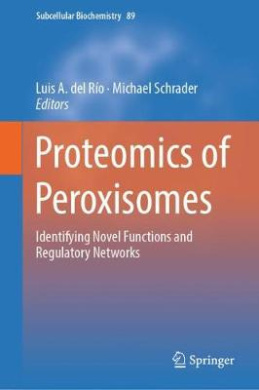 Subcellular Biochemistry 89
Luis A. del Río · Michael Schrader
Editors
Proteomics of
Peroxisomes
Identifying Novel Functions and
Regulatory Networks
Springer